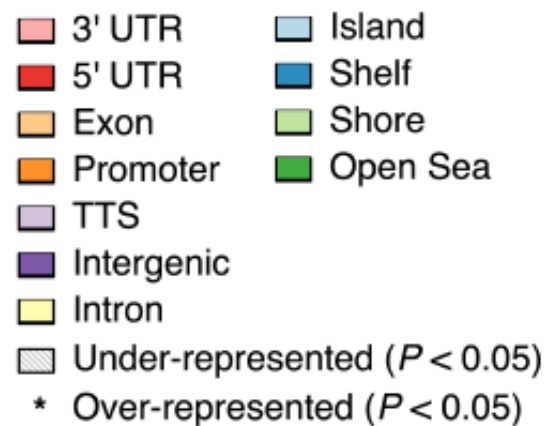 3' UTR
5' UTR
Exon
Promoter
TTS
Intergenic
Intron
Under-represented (P < 0.05)
* Over-represented (P < 0.05)
Island
Shelf
Shore
Open Sea